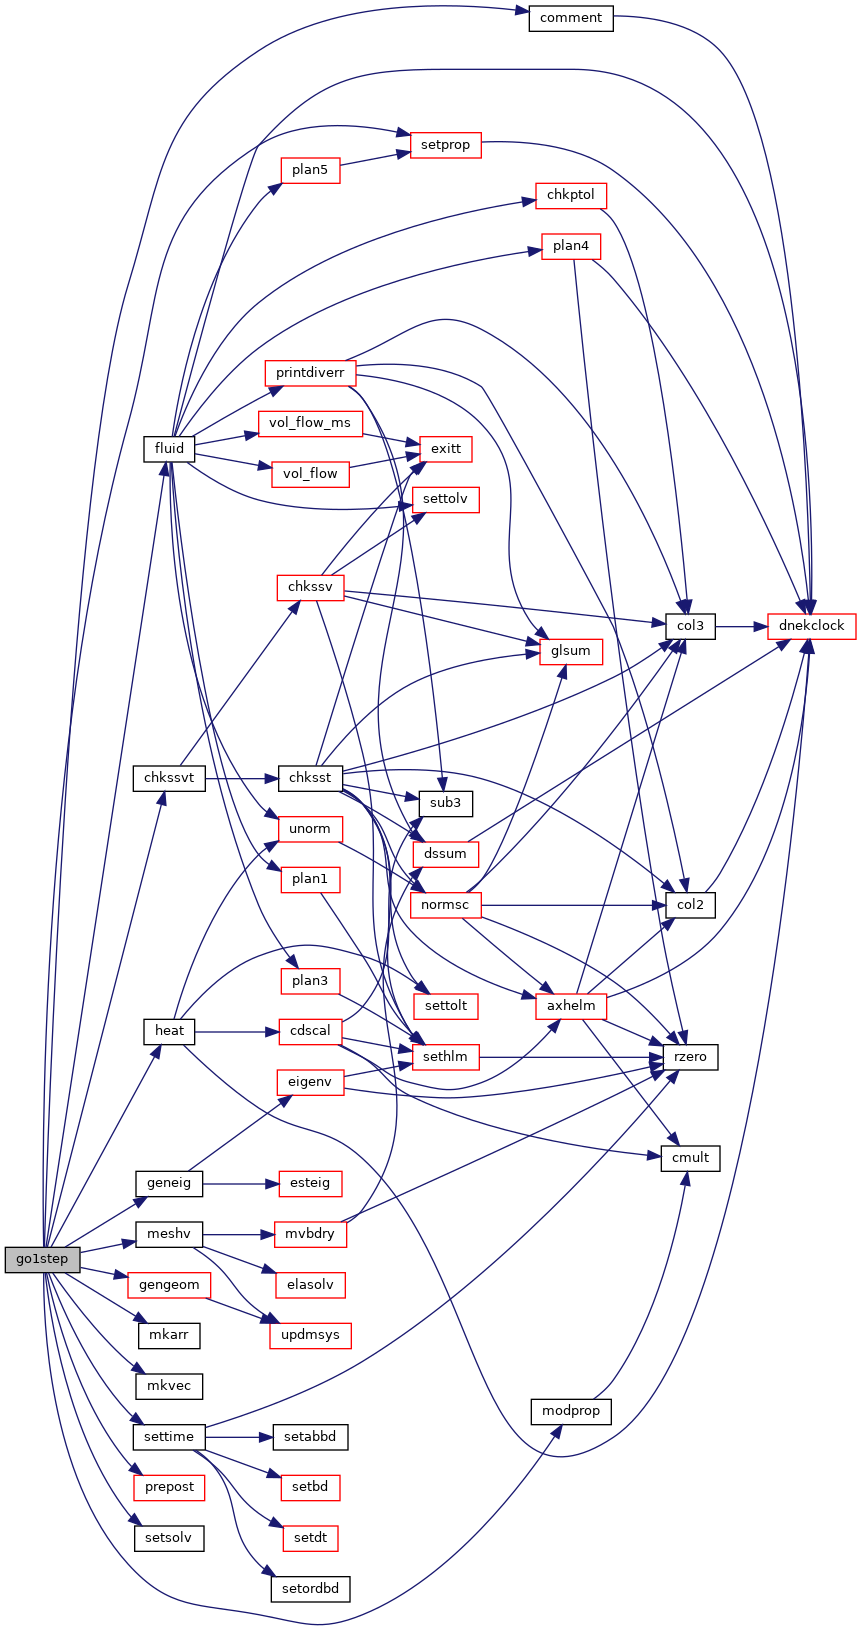 comment
setprop
plan5
chkptol
plan4
printdiverr
vol_flow_ms
fluid
exitt
vol_flow
settolv
chkssv
col3
dnekclock
glsum
chkssvt
chksst
sub3
unorm
dssum
plan1
normsc
col2
plan3
settolt
axhelm
heat
cdscal
sethlm
rzero
eigenv
cmult
geneig
esteig
meshv
mvbdry
go1step
gengeom
elasolv
mkarr
updmsys
mkvec
modprop
settime
setabbd
prepost
setbd
setsolv
setdt
setordbd